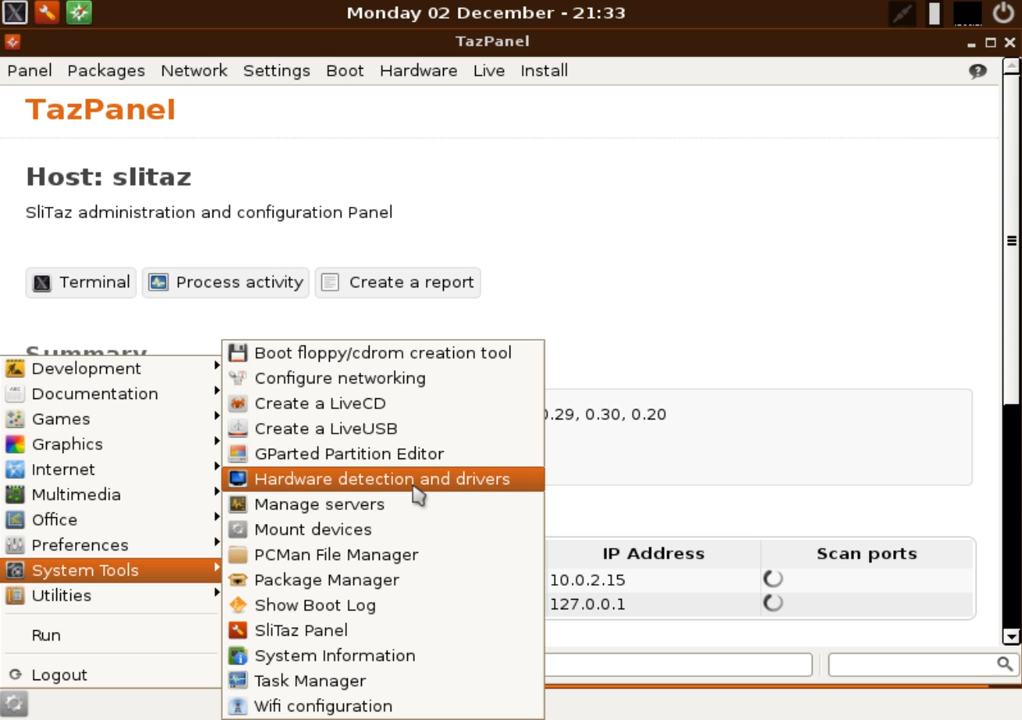 Monday 02 December - 21:33
TazPanel
Panel Packages Network Settings Boot Hardware Live Install
TazPanel
Host: slitaz
SliTaz administration and configuration Panel
Terminal Process activity Create a report
Summary
Development
Documentation
Games
Graphics
Internet
Multimedia
Office
Preferences
System Tools
Utilities
Run
Logout
Boot floppy/cdrom creation tool
Configure networking
Create a LiveCD
Create a LiveUSB
GParted Partition Editor
Hardware detection and drivers
Manage servers
Mount devices
PCMan File Manager
Package Manager
Show Boot Log
SliTaz Panel
System Information
Task Manager
Wifi configuration
0.29, 0.30, 0.20
IP Address Scan ports
10.0.2.15
127.0.0.1